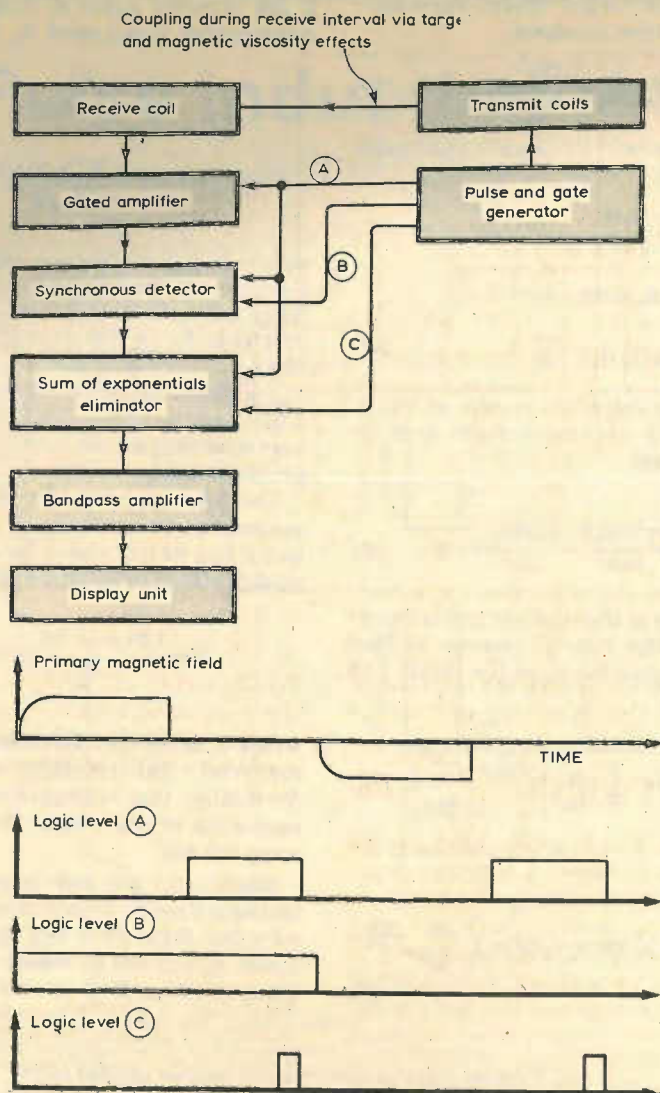 Coupling during receive interval via targe
and magnetic viscosity effects
Receive coil
Transmit coils
A
Gated amplifier
Pulse and gate
generator
Synchronous detector
B
C
Sum of exponentials
eliminator
Bandpass amplifier
Display unit
Primary magnetic field
TIME
Logic level A
Logic level B
Logic level C